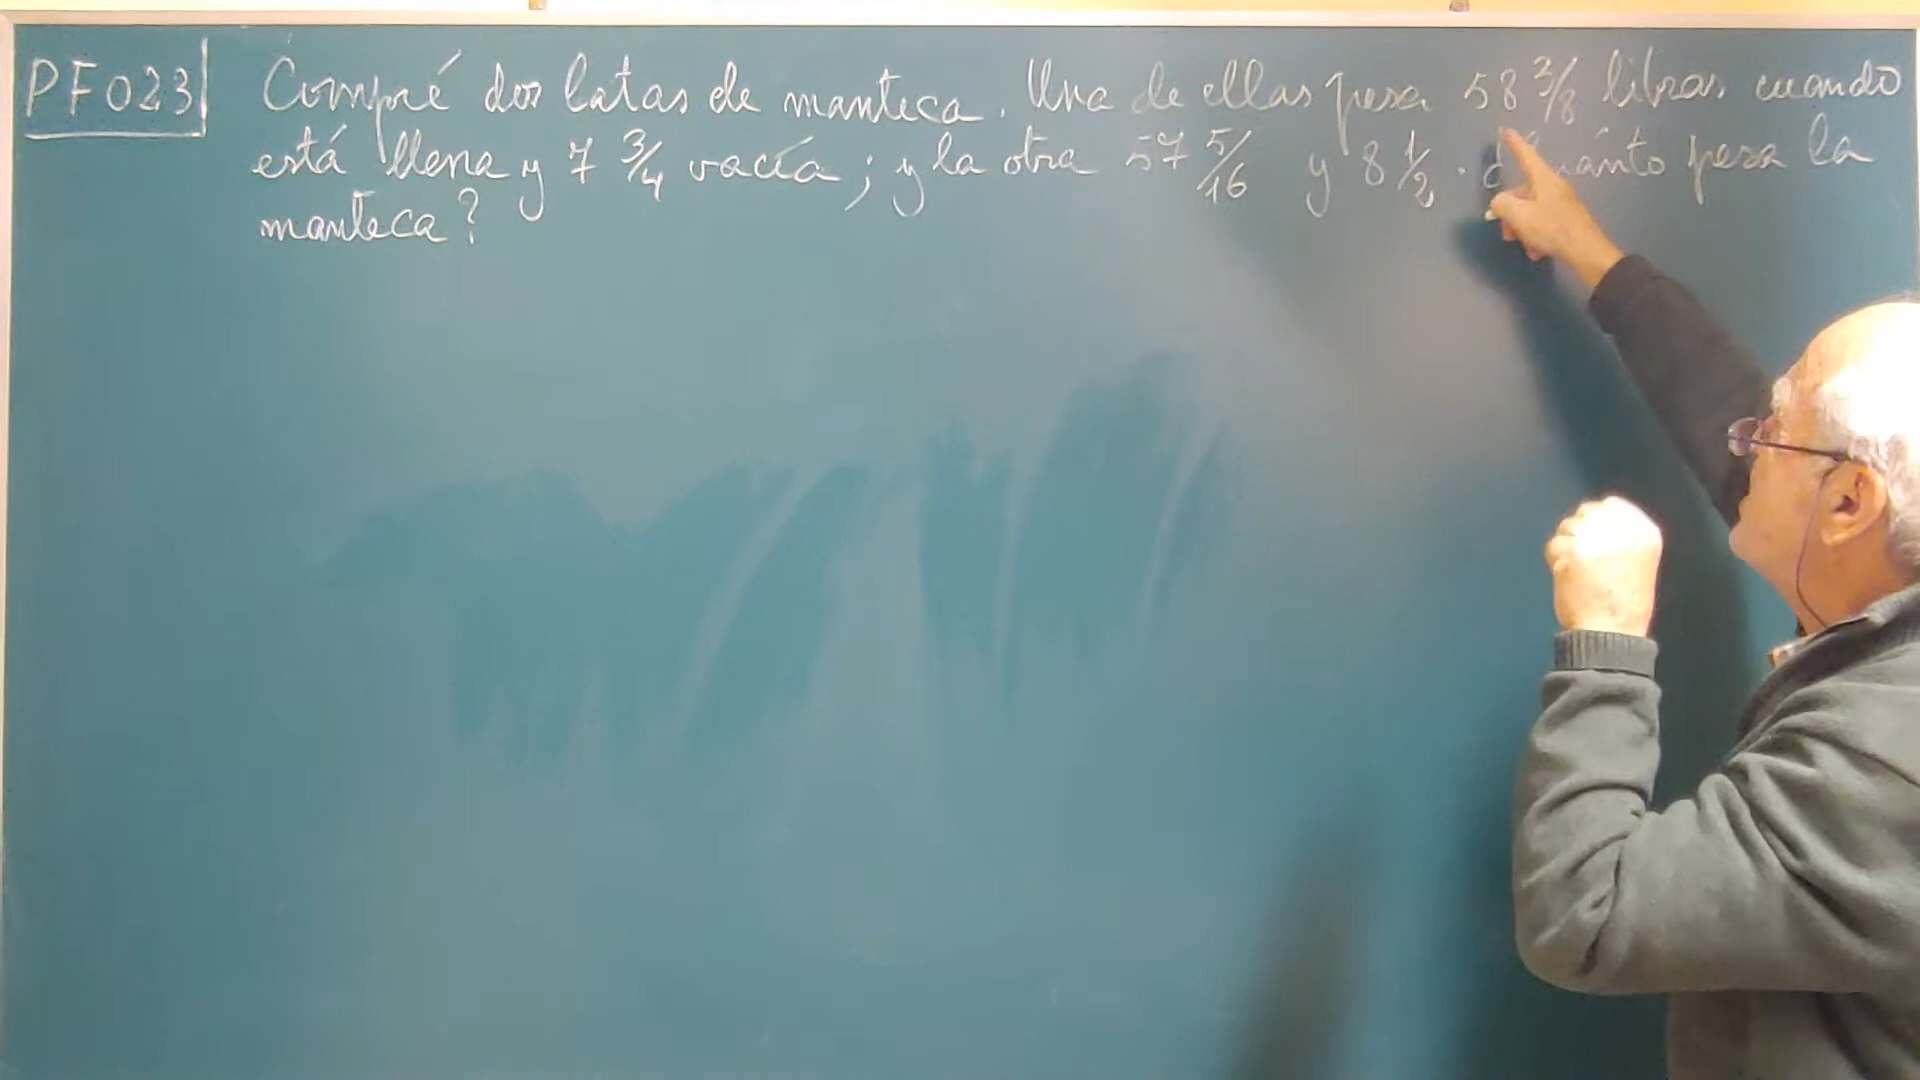 PF023 Compré dos latas de manteca. Una de ellas pesa 58 3/8 libras cuando
está llena y 7 3/4 vacía; y la otra 57 5/16 y 8 1/2. pesa la
manteca?